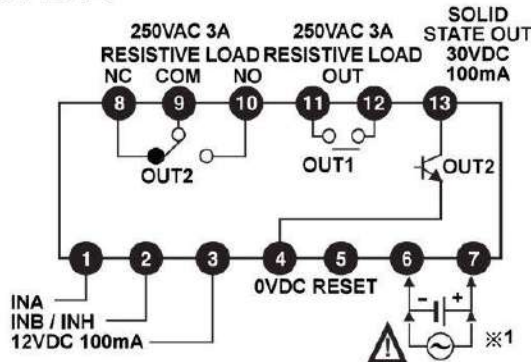 SOLID
250VAC 3A 250VAC 3A STATE OUT
RESISTIVE LOAD RESISTIVE LOAD 30VDC
NC COM NO OUT 100mA
8 9 10 11 12 13
OUT2 OUT1 OUT2
1 2 3 4 5 6 7
0VDC RESET
INA
INB / INH
12VDC 100mA
- +
※1